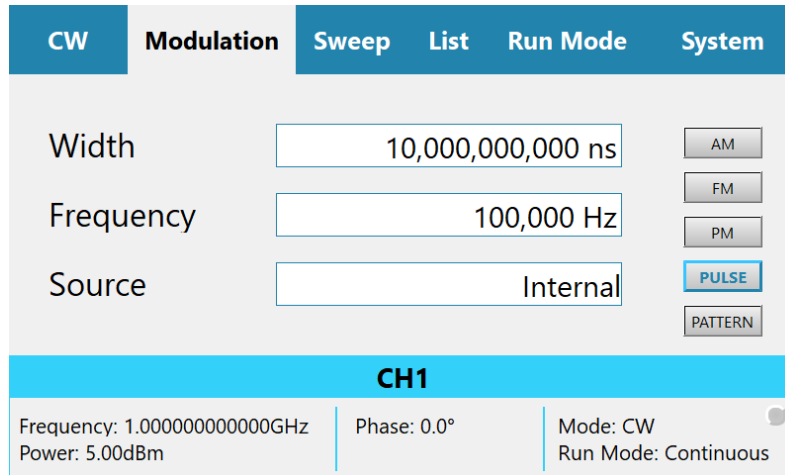 CW Modulation Sweep List Run Mode System
Width 10,000,000,000 ns
Frequency 100,000 Hz
Source Internal
AM
FM
PM
PULSE
PATTERN
CH1
Frequency: 1.000000000000GHz
Power: 5.00dBm
Phase: 0.0°
Mode: CW
Run Mode: Continuous